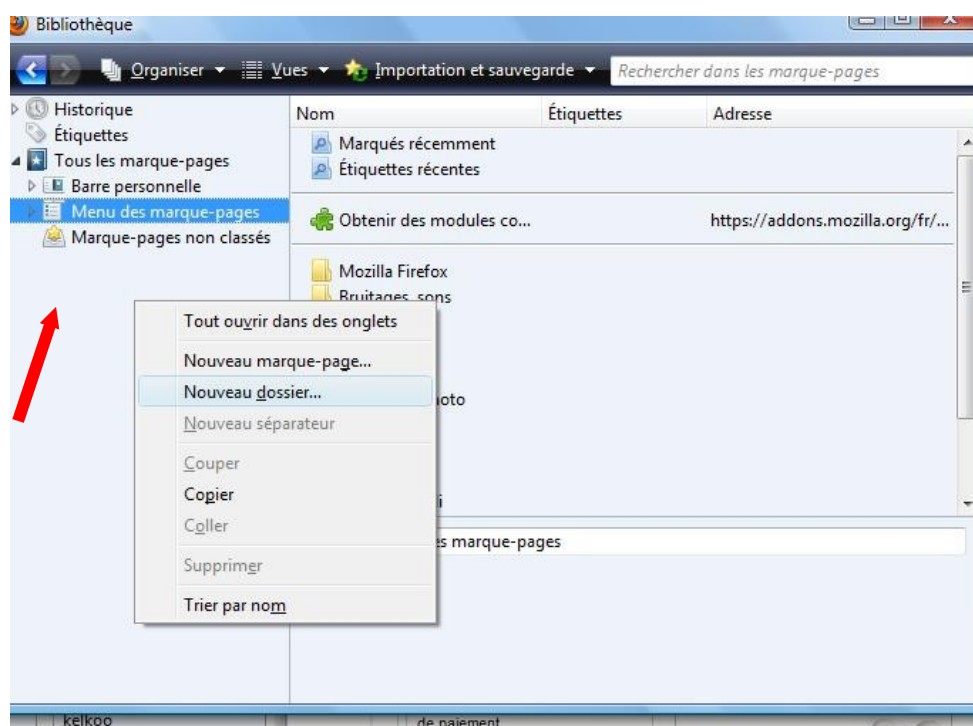 Bibliothèque
Organiser Vues Importation et sauvegarde Rechercher dans les marque-pages
Historique
Étiquettes
Tous les marque-pages
Barre personnelle
Menu des marque-pages
Marque-pages non classés
Nom Étiquettes Adresse
Marqués récemment
Étiquettes récentes
Obtenir des modules co... https://addons.mozilla.org/fr/...
Mozilla Firefox
Bruitages, sons
Tout ouvrir dans des onglets
Nouveau marque-page...
Nouveau dossier...
Nouveau séparateur
Couper
Copier
Coller
Supprimer
Trier par nom
oto
i
es marque-pages
kelkoo
de paiement